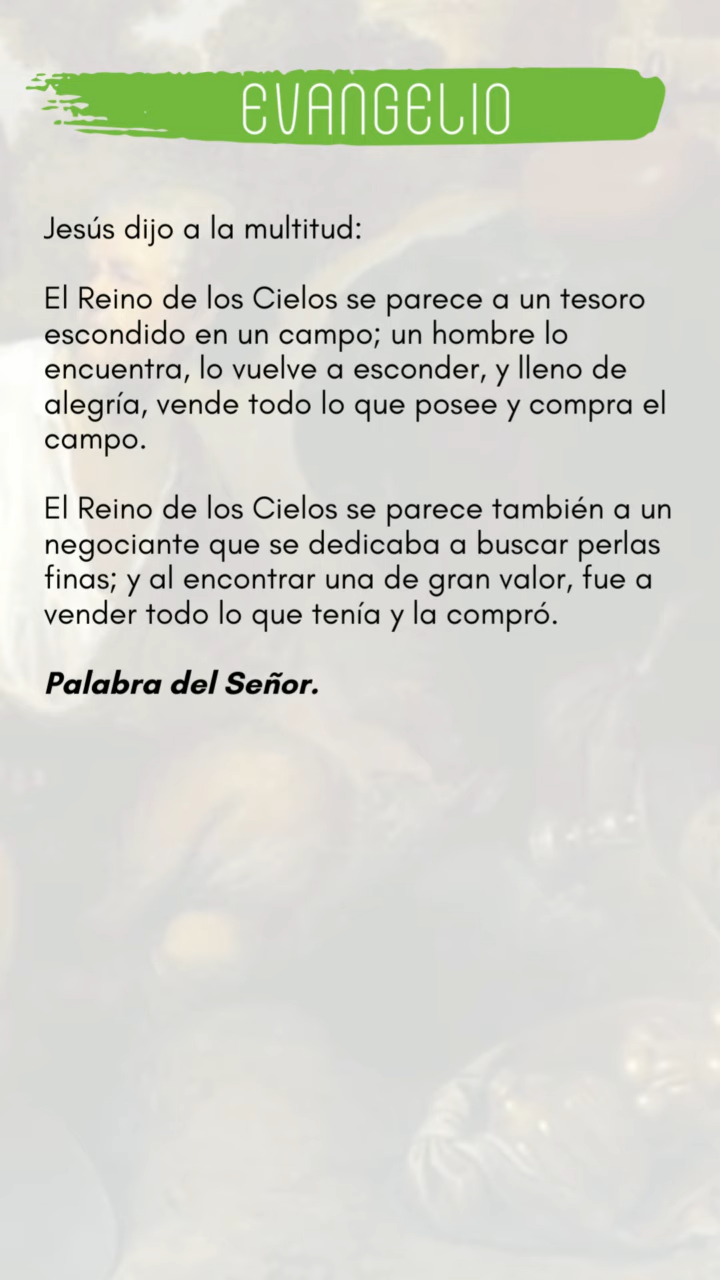 EVANGELIO
Jesús dijo a la multitud:
El Reino de los Cielos se parece a un tesoro
escondido en un campo; un hombre lo
encuentra, lo vuelve a esconder, y lleno de
alegría, vende todo lo que posee y compra el
campo.
El Reino de los Cielos se parece también a un
negociante que se dedicaba a buscar perlas
finas; y al encontrar una de gran valor, fue a
vender todo lo que tenía y la compró.
Palabra del Señor.